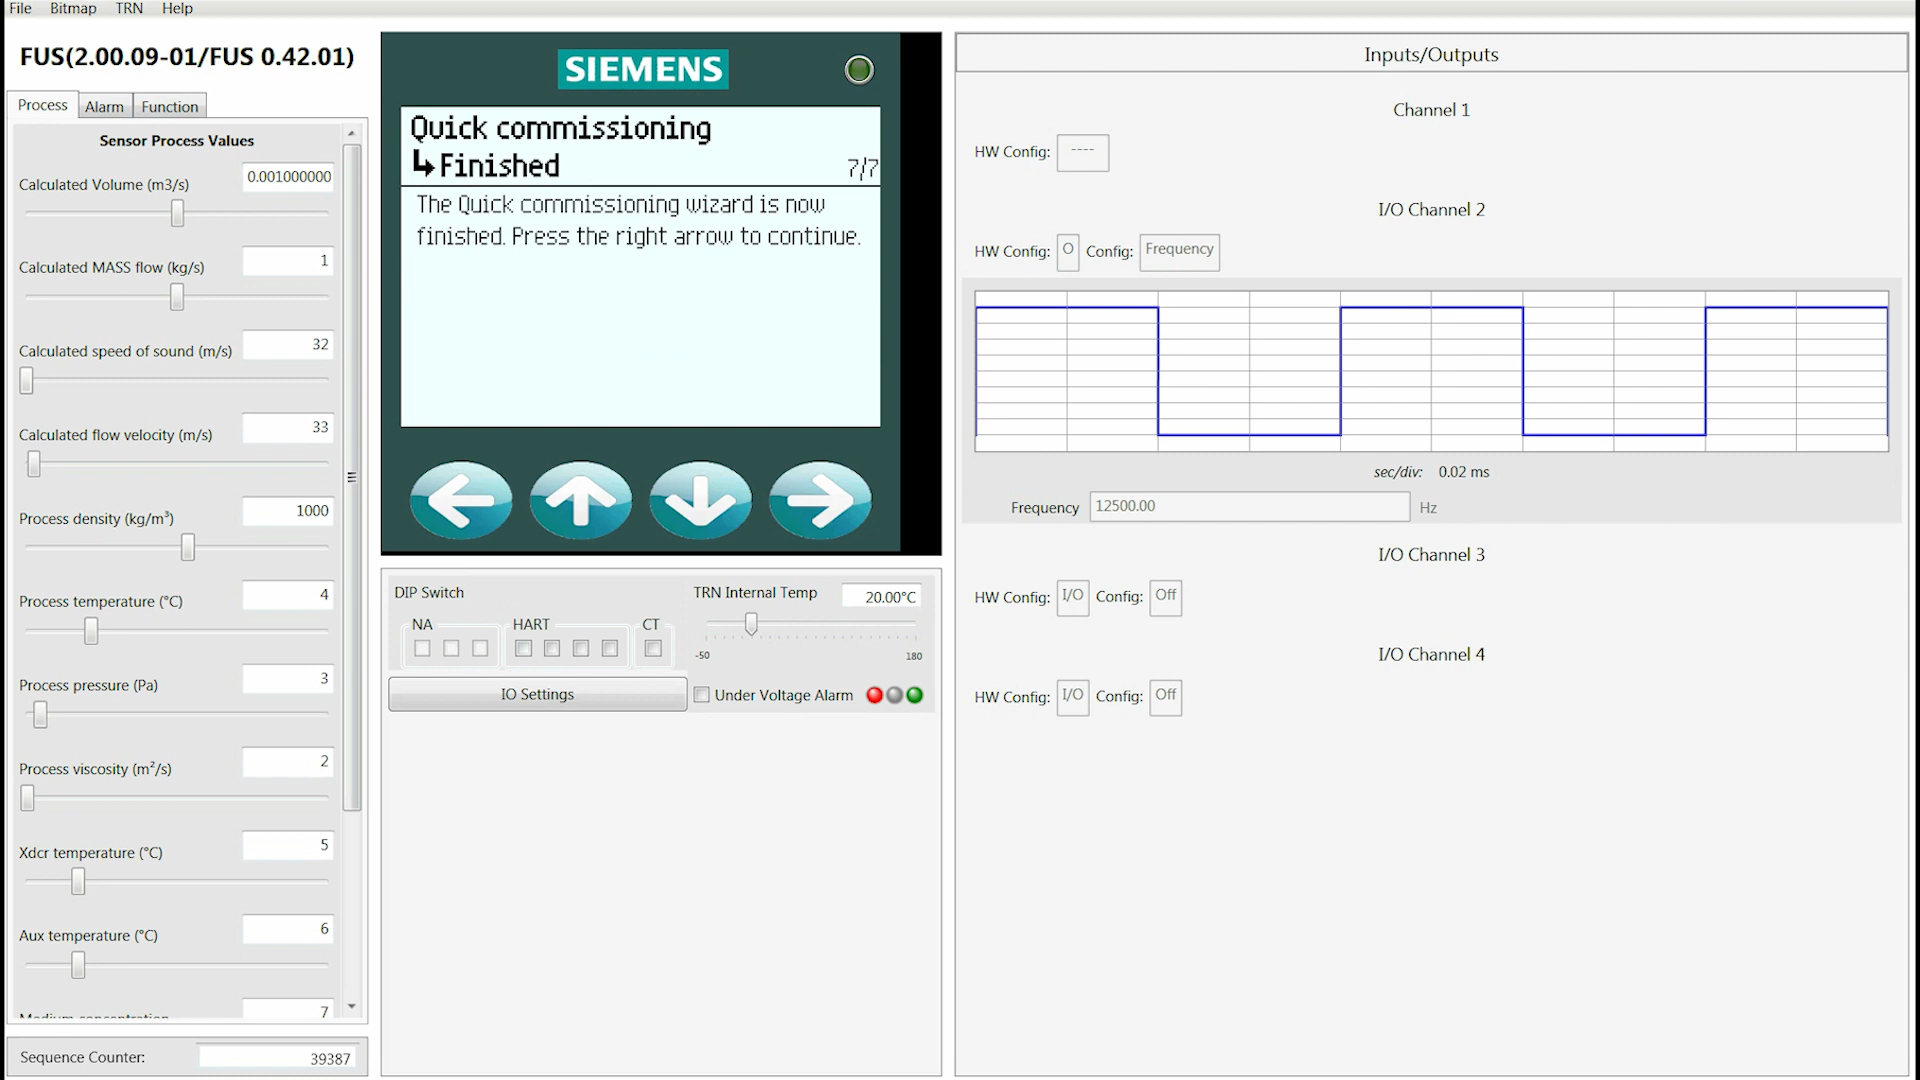 File Bitmap TRN Help
FUS(2.00.09-01/FUS 0.42.01)
Process Alarm Function
Sensor Process Values
Calculated Volume (m3/s) 0.001000000
Calculated MASS flow (kg/s) 1
Calculated speed of sound (m/s) 32
Calculated flow velocity (m/s) 33
Process density (kg/m³) 1000
Process temperature (°C) 4
Process pressure (Pa) 3
Process viscosity (m²/s) 2
Xdcr temperature (°C) 5
Aux temperature (°C) 6
Medium concentration 7
Sequence Counter: 39387
SIEMENS
Quick commissioning
↳Finished 7/7
The Quick commissioning wizard is now
finished. Press the right arrow to continue.
DIP Switch
NA HART CT
IO Settings
TRN Internal Temp 20.00°C
-50 180
Under Voltage Alarm
Inputs/Outputs
Channel 1
HW Config: ----
I/O Channel 2
HW Config: O Config: Frequency
sec/div: 0.02 ms
Frequency 12500.00 Hz
I/O Channel 3
HW Config: I/O Config: Off
I/O Channel 4
HW Config: I/O Config: Off